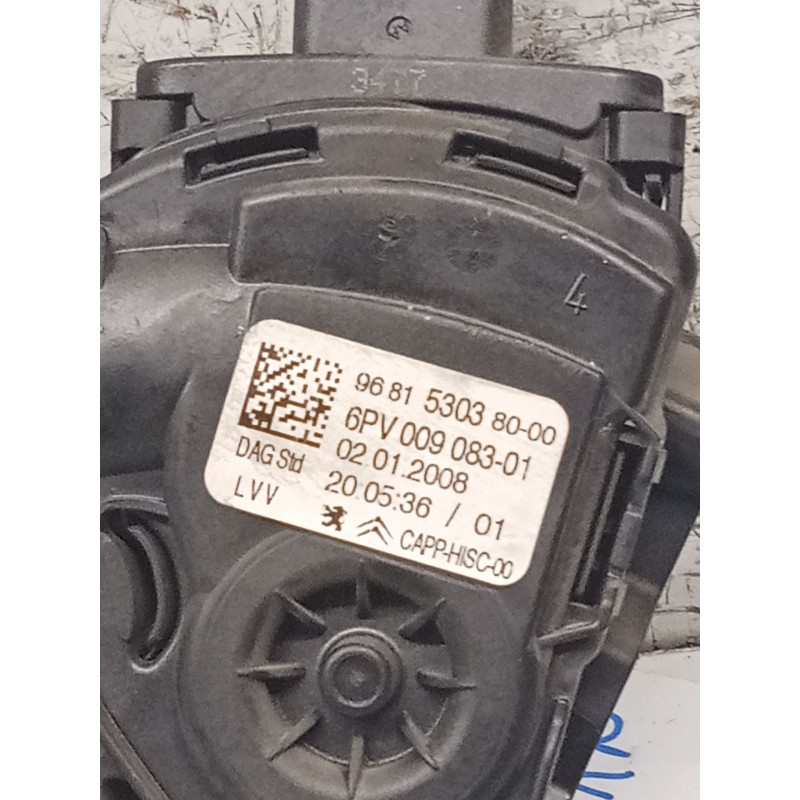 9417
4
96 81 5303 80-00
6PV 009 083-01
DAG Std 02.01.2008
LVV 20:05:36 / 01
CAPP-HISC-00